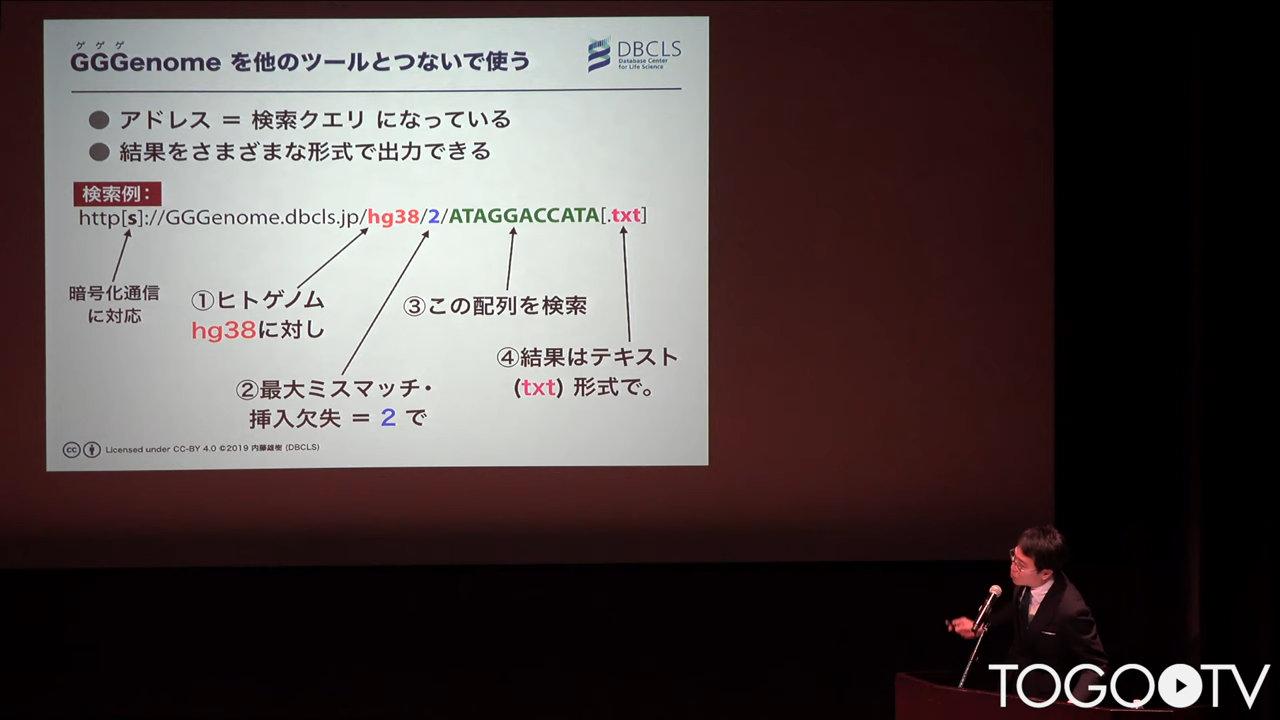 ゲゲゲ
GGGenome を他のツールとつないで使う
DBCLS
Database Center
for Life Science
● アドレス ＝ 検索クエリ になっている
● 結果をさまざまな形式で出力できる
検索例：
http[s]://GGGenome.dbcls.jp/hg38/2/ATAGGACCATA[.txt]
暗号化通信
に対応
①ヒトゲノム
hg38に対し
③この配列を検索
②最大ミスマッチ・
挿入欠失 ＝ 2 で
④結果はテキスト
(txt) 形式で。
cc Licensed under CC-BY 4.0 ©2019 内藤雄樹 (DBCLS)
TOGOTV